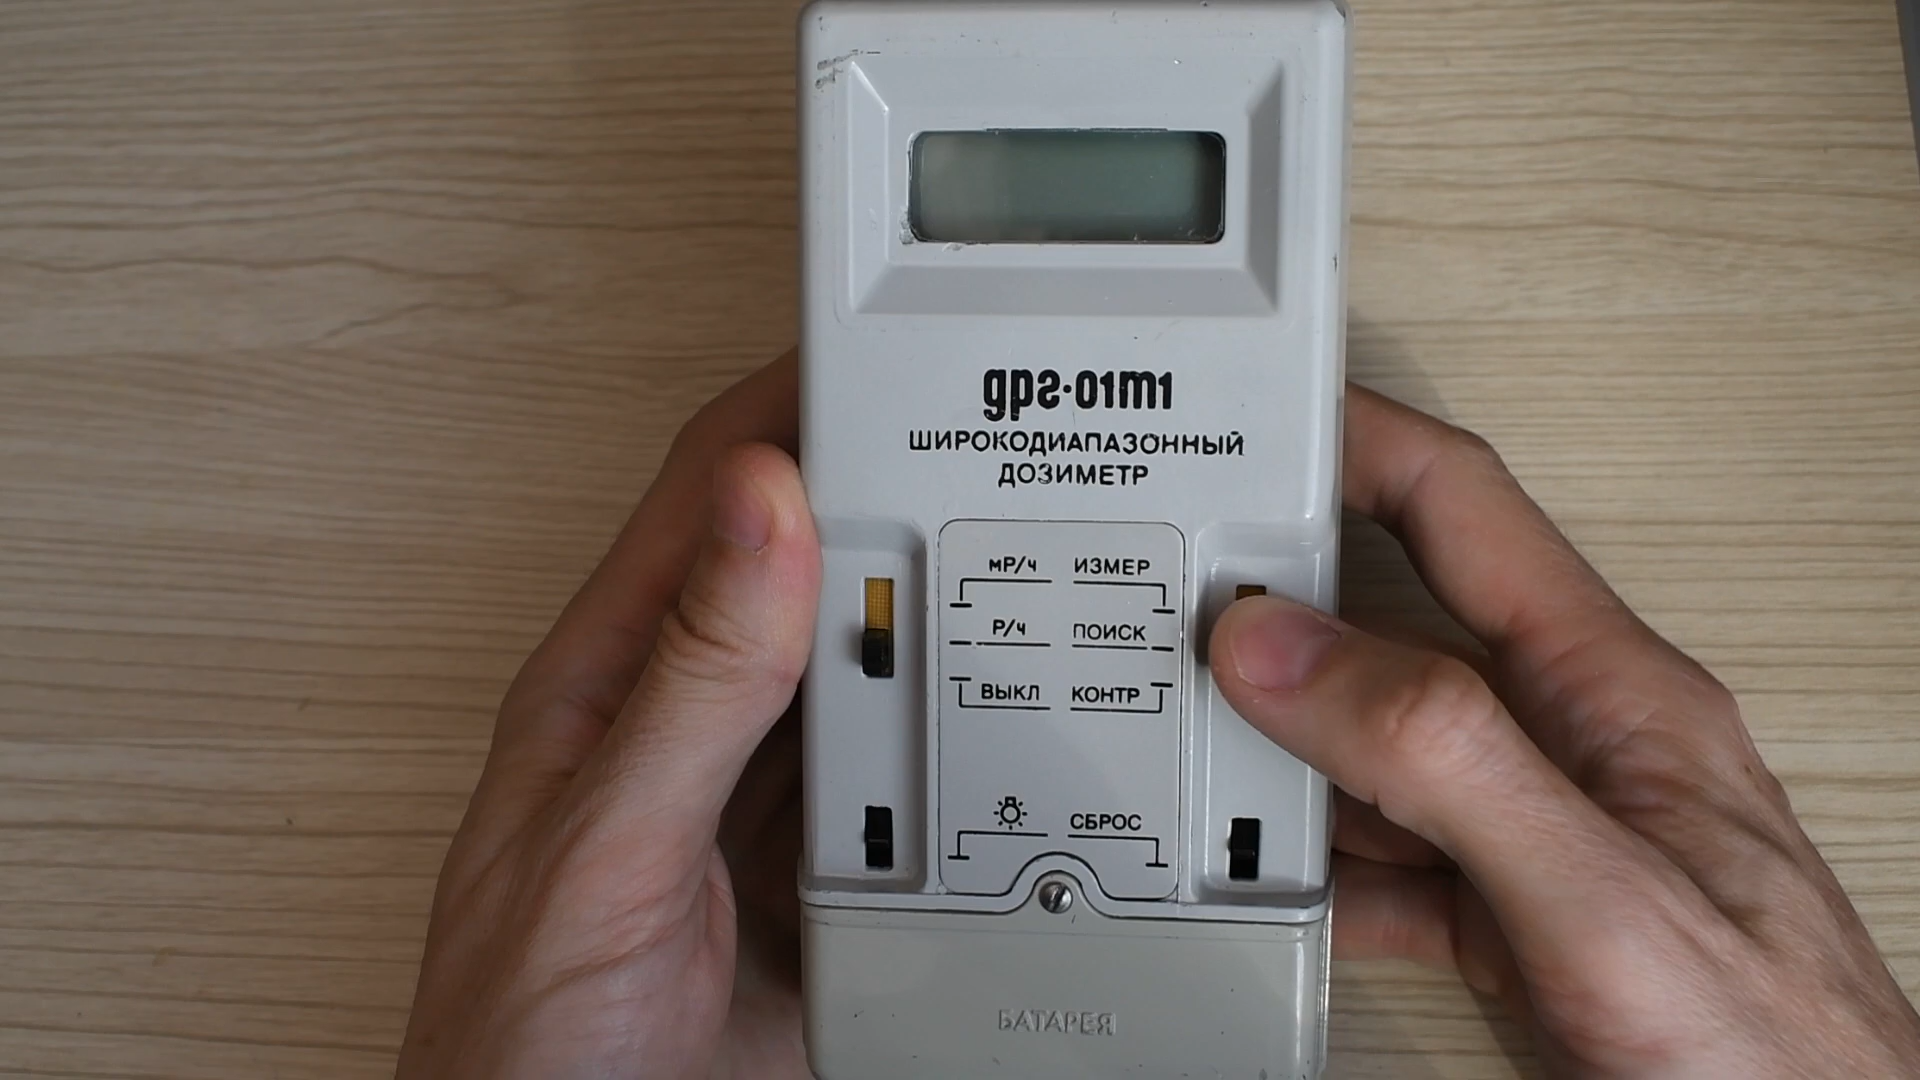 дрг·01т1
ШИРОКОДИАПАЗОННЫЙ
ДОЗИМЕТР
мР/ч ИЗМЕР
Р/ч ПОИСК
ВЫКЛ КОНТР
СБРОС
БАТАРЕЯ